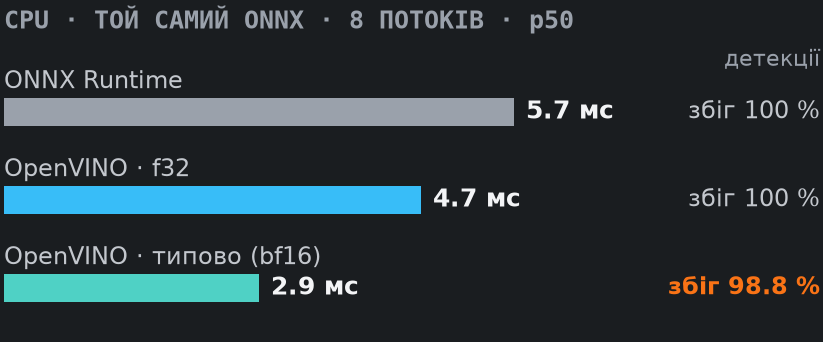 CPU · ТОЙ САМИЙ ONNX · 8 ПОТОКІВ · p50
детекції
ONNX Runtime
5.7 мс збіг 100 %
OpenVINO · f32
4.7 мс збіг 100 %
OpenVINO · типово (bf16)
2.9 мс збіг 98.8 %